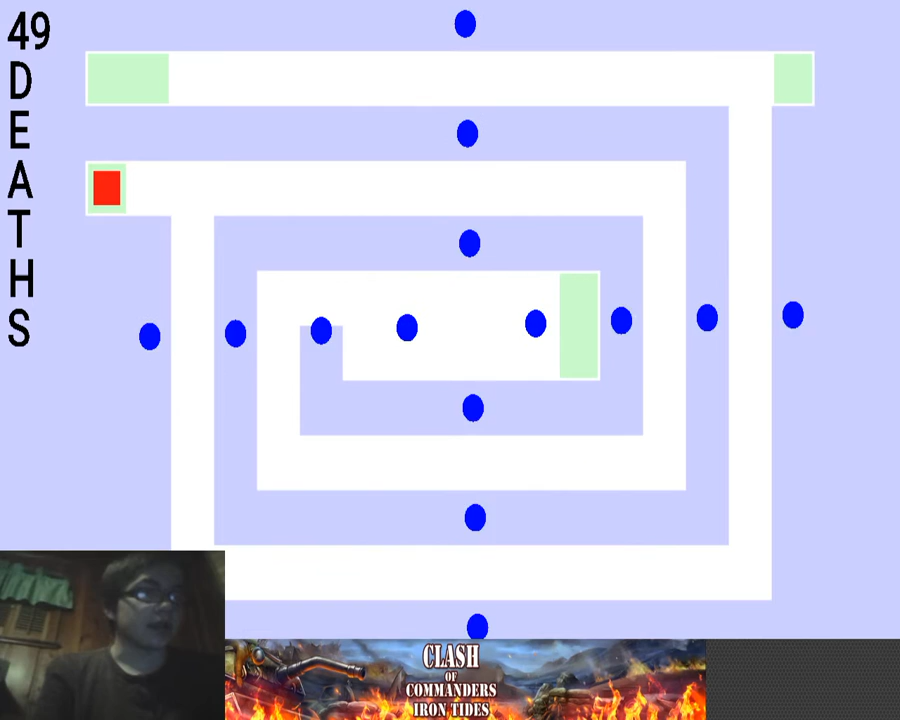 49
D
E
A
T
H
S
CLASH
OF
COMMANDERS
IRON TIDES